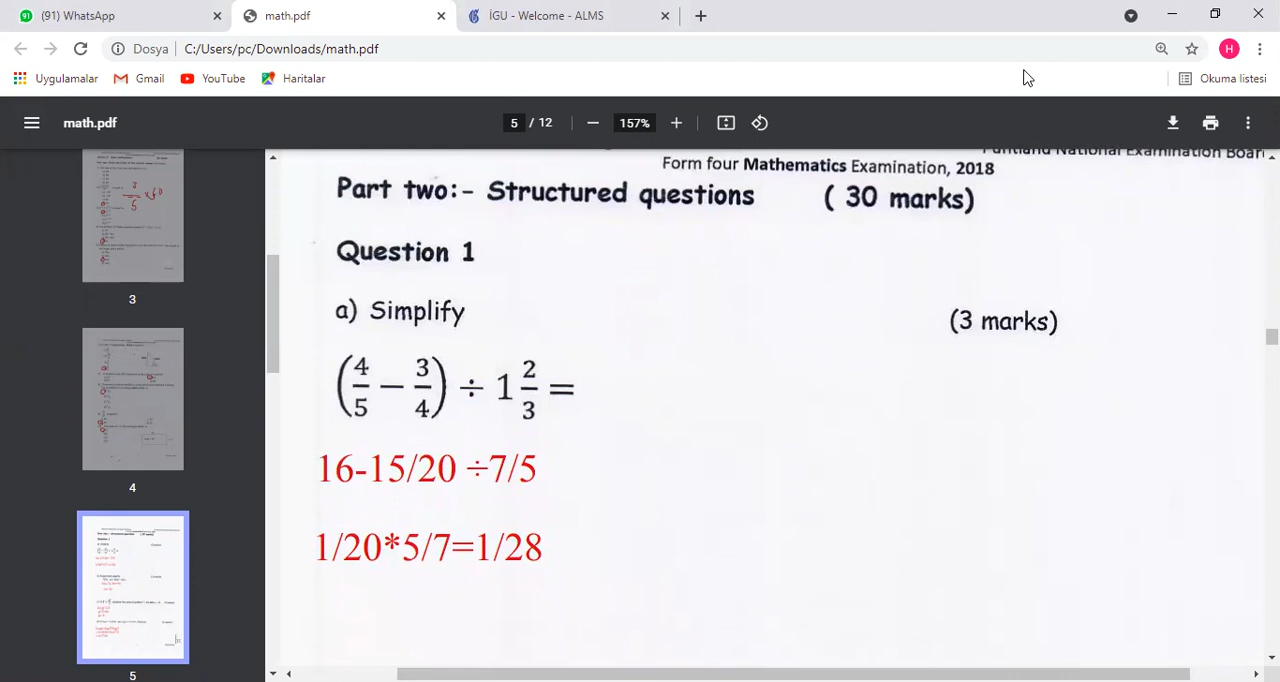 (91) WhatsApp
math.pdf
İGU - Welcome - ALMS
Dosya
C:/Users/pc/Downloads/math.pdf
H
Uygulamalar
Gmail
YouTube
Haritalar
Okuma listesi
math.pdf
5 / 12
157%
Puntland National Examination Boar
Form four Mathematics Examination, 2018
Part two:- Structured questions ( 30 marks)
Question 1
a) Simplify
(3 marks)
(4/5 − 3/4) ÷ 1 2/3 =
16-15/20 ÷7/5
1/20*5/7=1/28
3
4
5